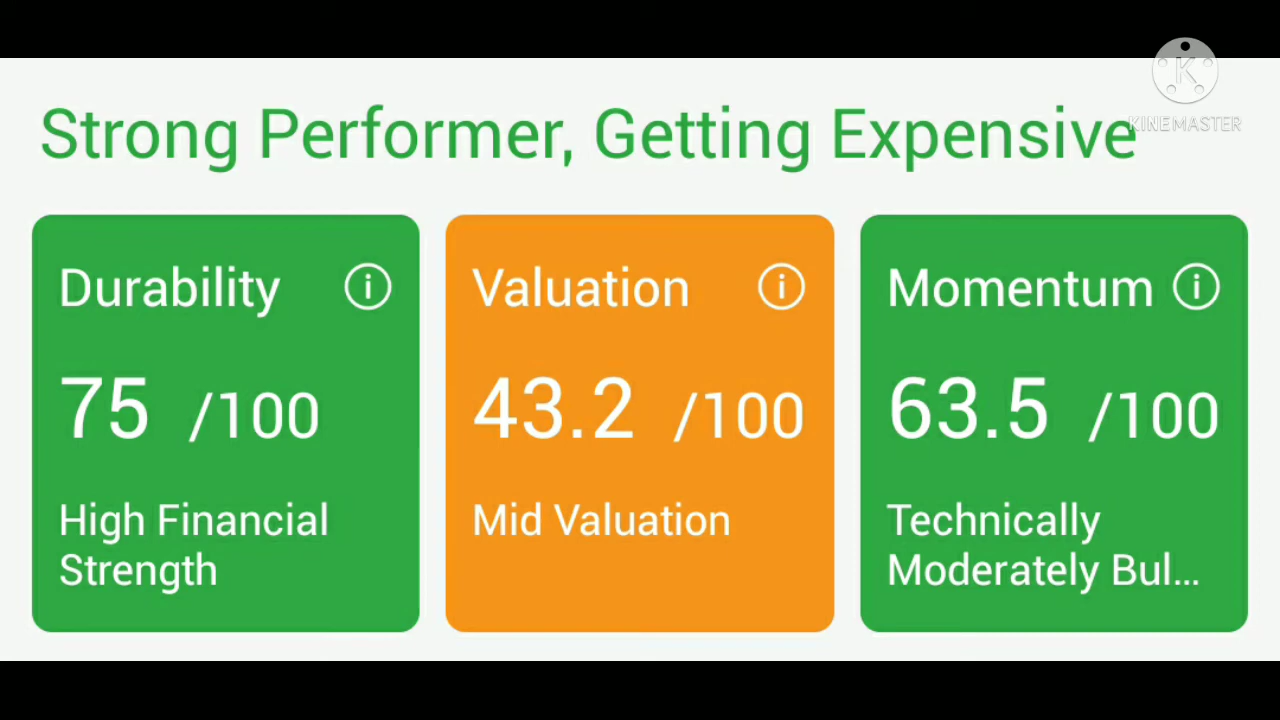 KINEMASTER
Strong Performer, Getting Expensive
Durability
75 /100
High Financial
Strength
Valuation
43.2 /100
Mid Valuation
Momentum
63.5 /100
Technically
Moderately Bul...